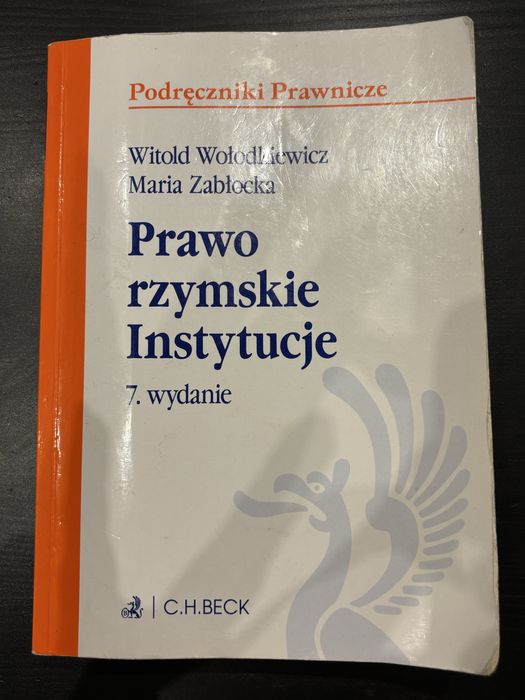 Podręczniki Prawnicze
Witold Wołodkiewicz
Maria Zabłocka
Prawo
rzymskie
Instytucje
7. wydanie
C.H.BECK